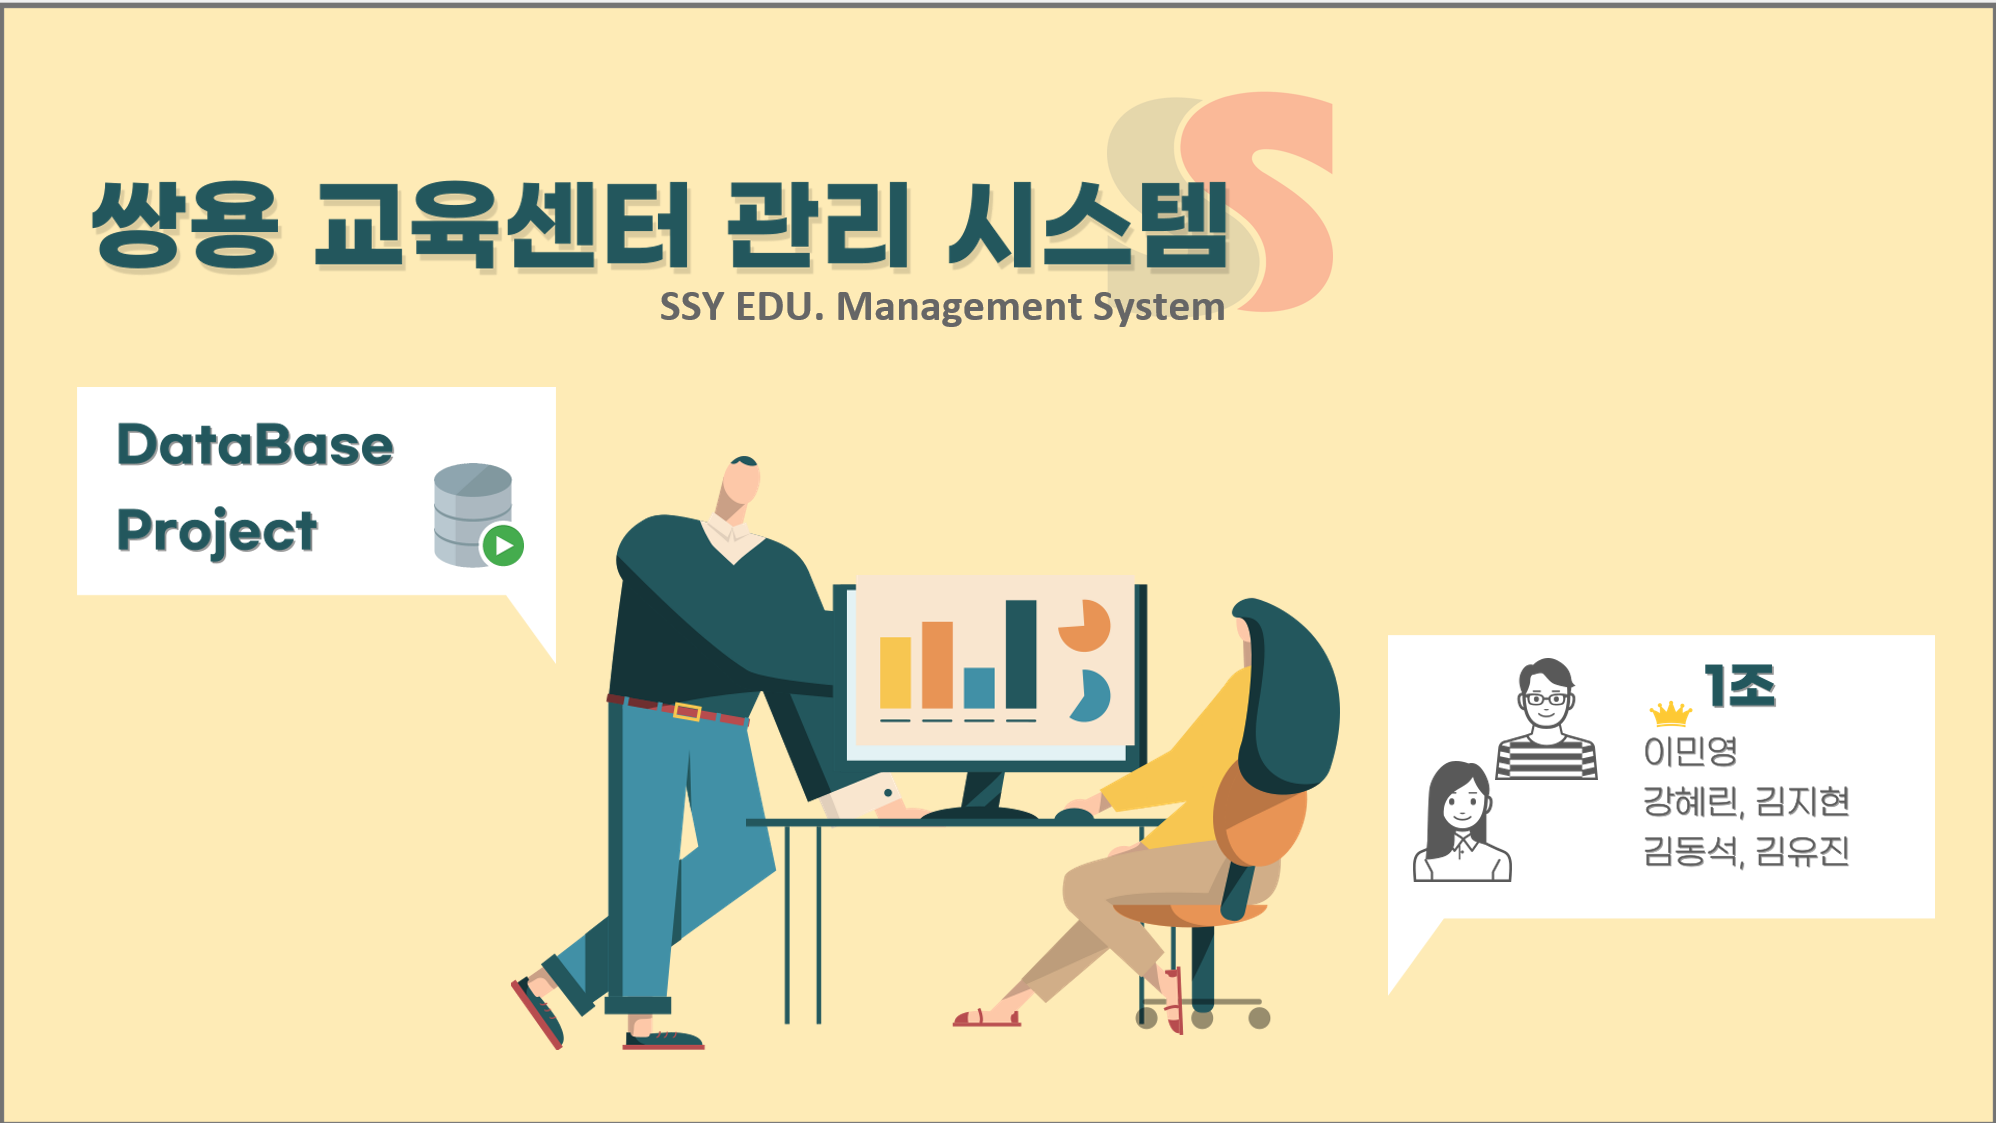 쌍용 교육센터 관리 시스템
SSY EDU. Management System
DataBase
Project
1조
이민영
강혜린, 김지현
김동석, 김유진